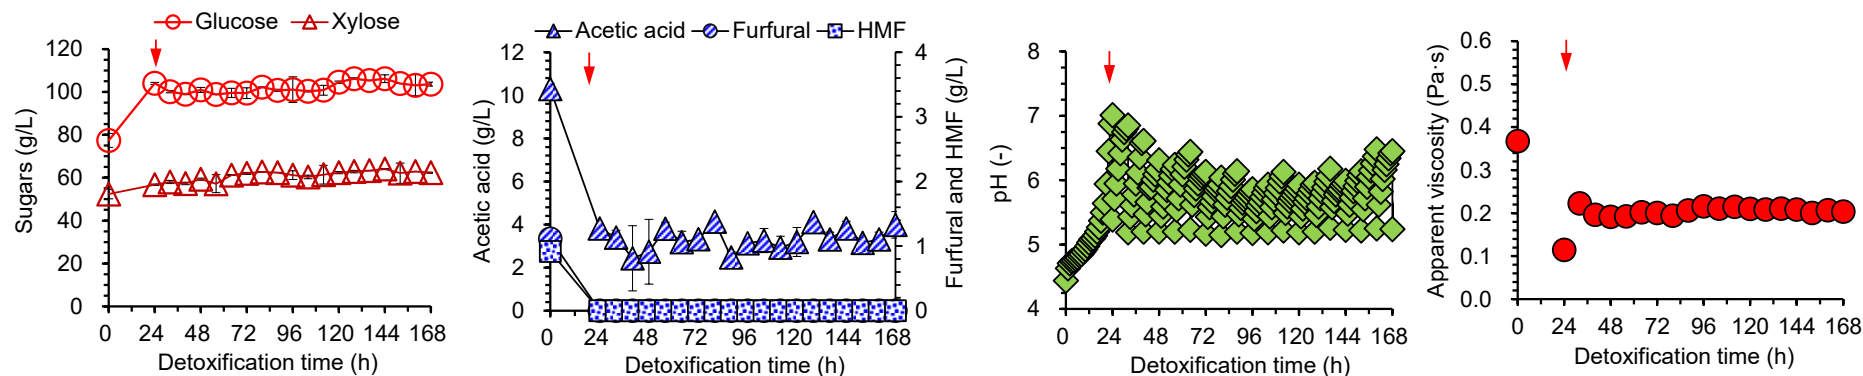 Glucose Xylose
Sugars (g/L)
120
100
80
60
40
20
0
0 24 48 72 96 120 144 168
Detoxification time (h)
Acetic acid Furfural HMF
Acetic acid (g/L)
12
10
8
6
4
2
0
Furfural and HMF (g/L)
4
3
2
1
0
0 24 48 72 96 120 144 168
Detoxification time (h)
pH (-)
8
7
6
5
4
0 24 48 72 96 120 144 168
Detoxification time (h)
Apparent viscosity (Pa·s)
0.6
0.5
0.4
0.3
0.2
0.1
0.0
0 24 48 72 96 120 144 168
Detoxification time (h)